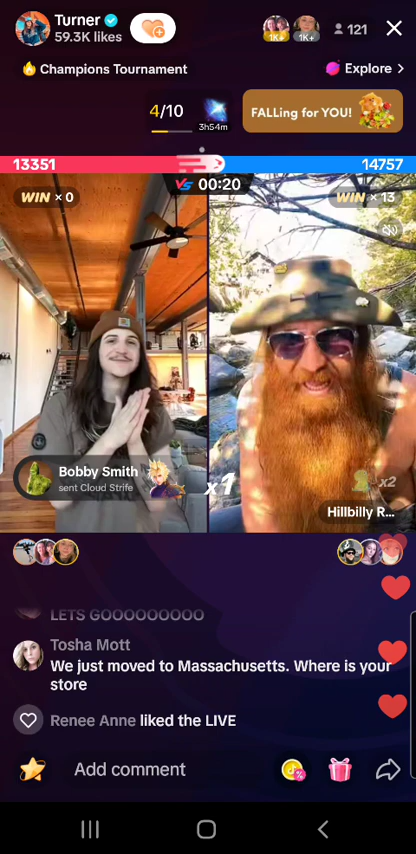 Turner
59.3K likes
1K+
1K+
121
Champions Tournament
Explore >
4/10
3h54m
FALLing for YOU!
13351
14757
WIN × 0
VS 00:20
WIN × 13
Bobby Smith
sent Cloud Strife
x1
x2
Hillbilly R...
LETS GOOOOOOOOO
Tosha Mott
We just moved to Massachusetts. Where is your
store
Renee Anne liked the LIVE
Add comment